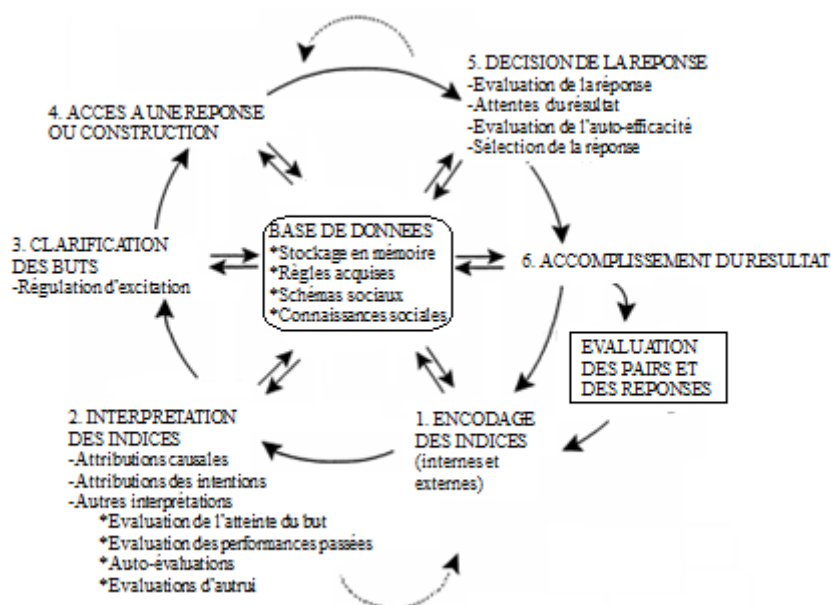 5. DECISION DE LA REPONSE
-Evaluation de la réponse
-Attentes du résultat
-Evaluation de l'auto-efficacité
-Sélection de la réponse
4. ACCES A UNE REPONSE
OU CONSTRUCTION
BASE DE DONNEES
*Stockage en mémoire
*Règles acquises
*Schémas sociaux
*Connaissances sociales
3. CLARIFICATION
DES BUTS
-Régulation d'excitation
6. ACCOMPLISSEMENT DU RESULTAT
EVALUATION
DES PAIRS ET
DES REPONSES
2. INTERPRETATION
DES INDICES
-Attributions causales
-Attributions des intentions
-Autres interprétations
*Evaluation de l'atteinte du but
*Evaluation des performances passées
*Auto-évaluations
*Evaluations d'autrui
1. ENCODAGE
DES INDICES
(internes et
externes)